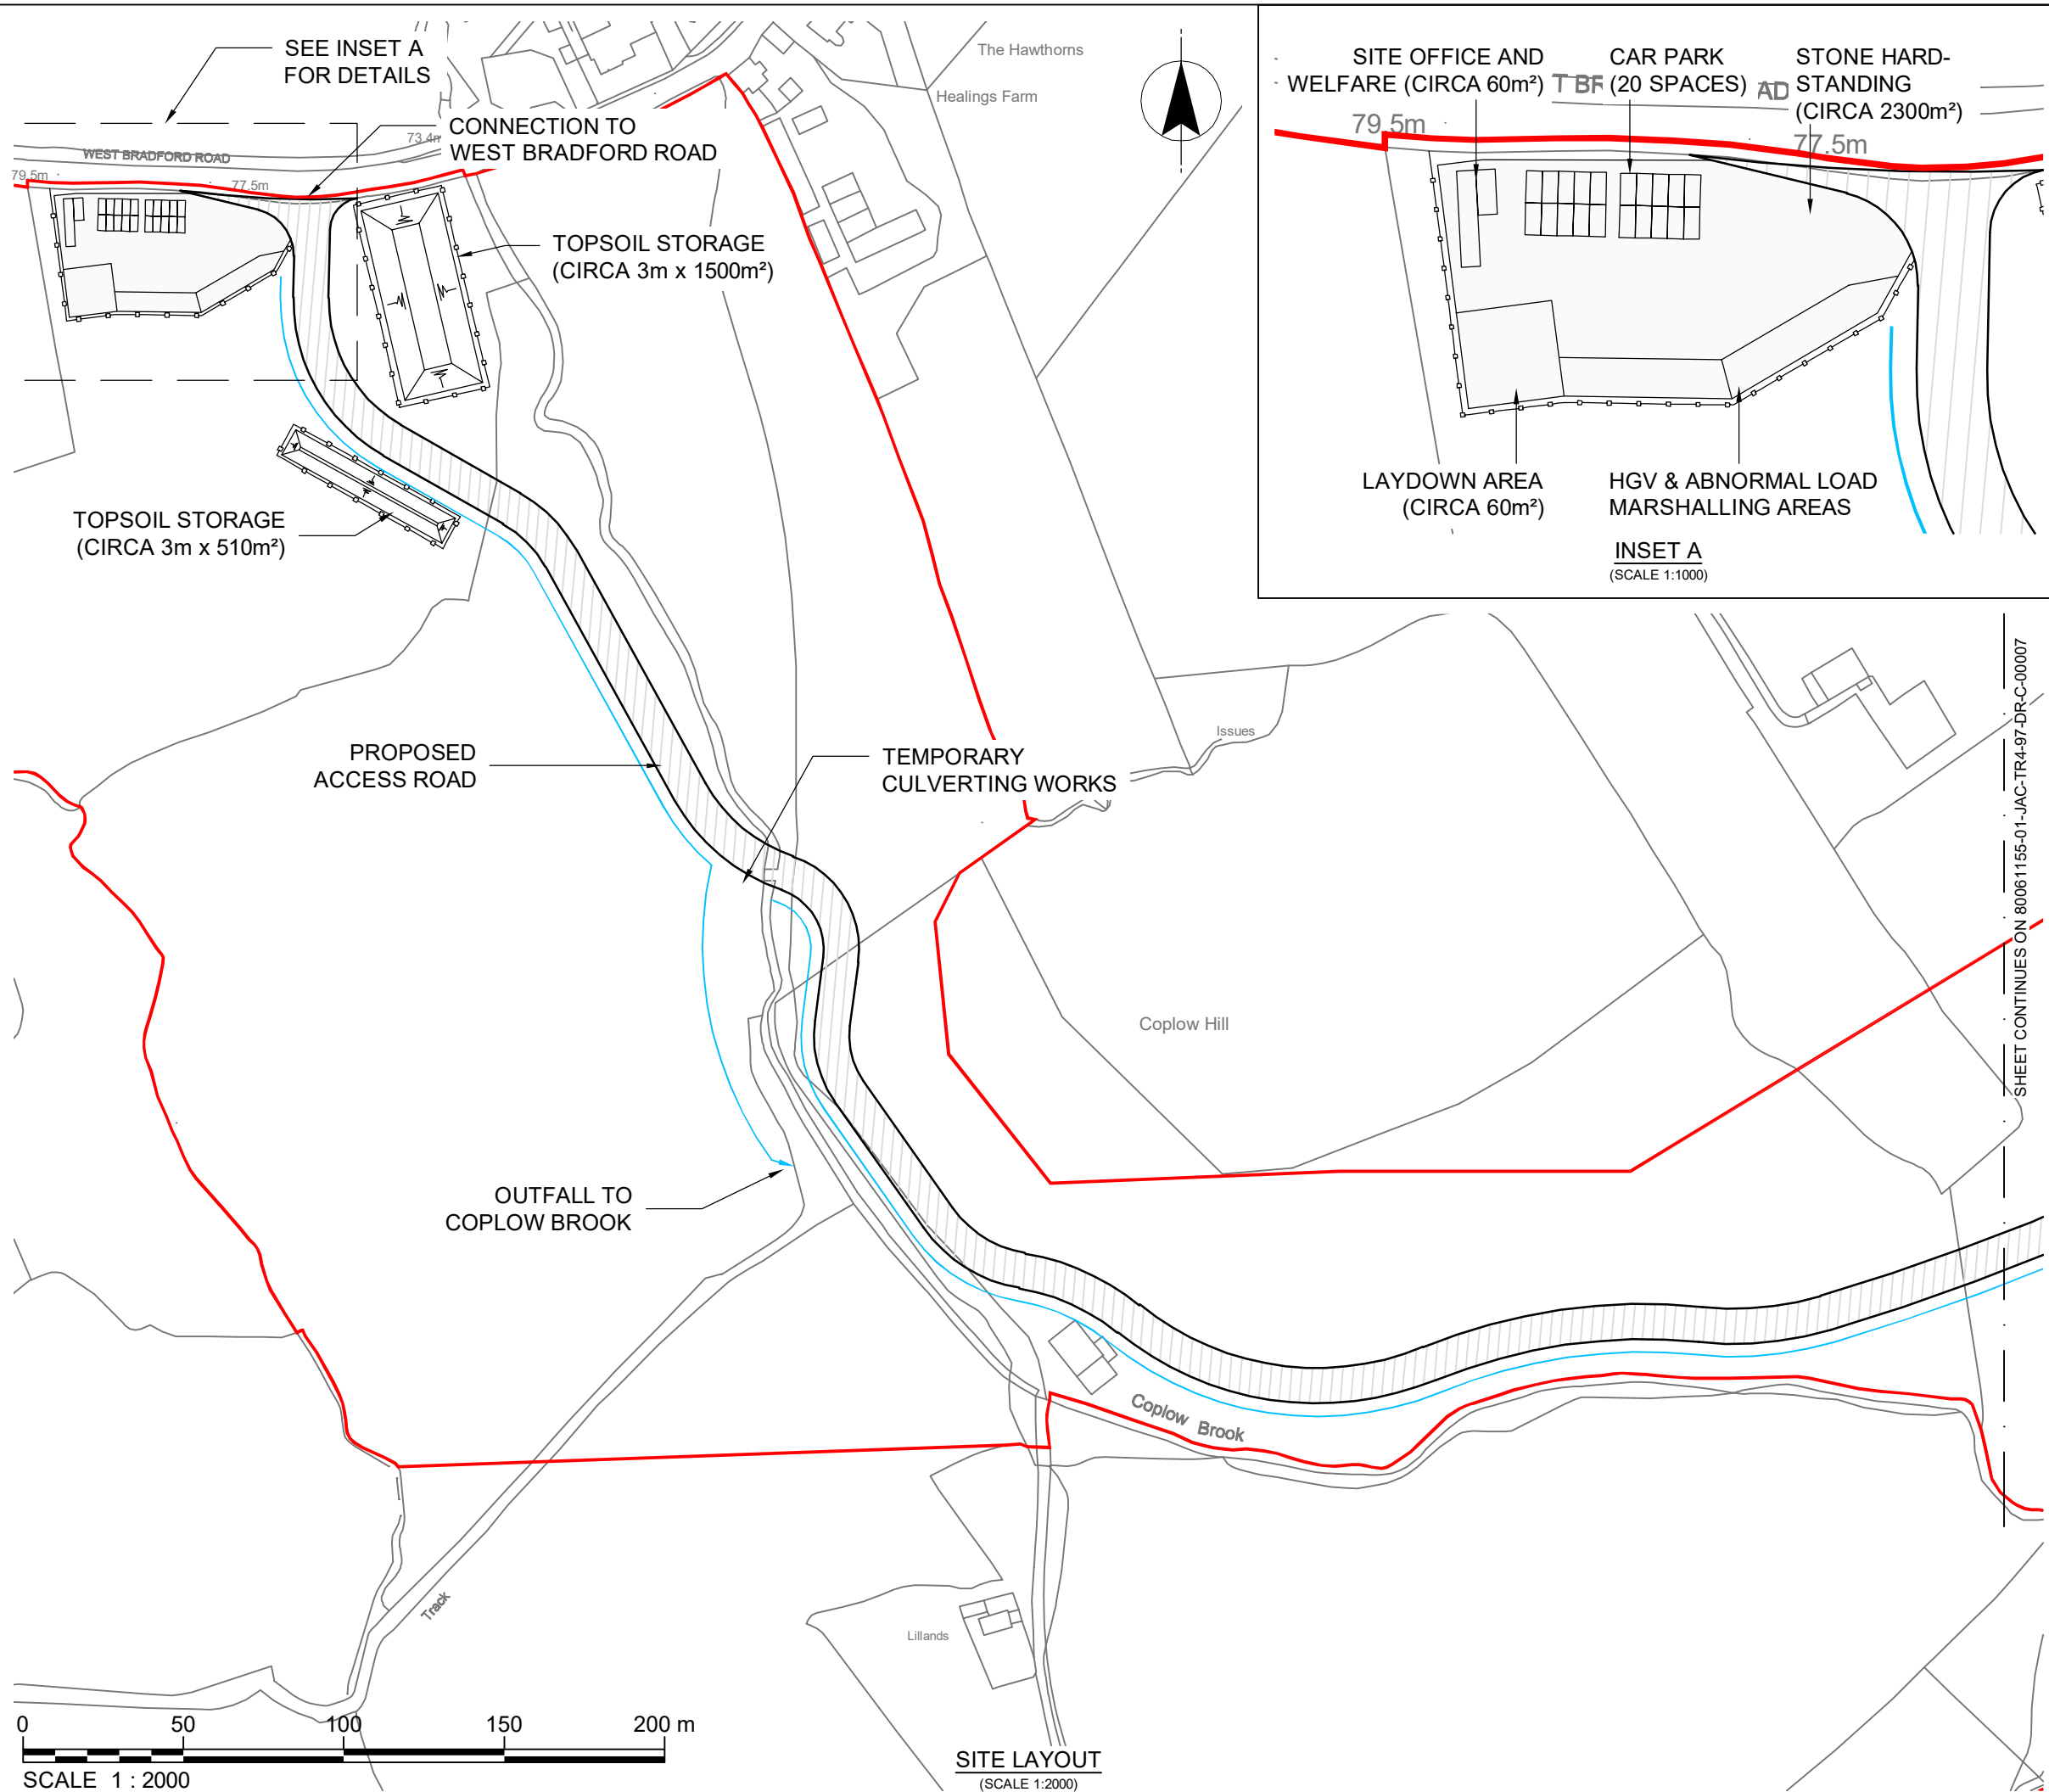 SEE INSET A
FOR DETAILS
CONNECTION TO
WEST BRADFORD ROAD
73.4m
WEST BRADFORD ROAD
79.5m
77.5m
TOPSOIL STORAGE
(CIRCA 3m x 1500m²)
TOPSOIL STORAGE
(CIRCA 3m x 510m²)
The Hawthorns
Healings Farm
SITE OFFICE AND
WELFARE (CIRCA 60m²)
CAR PARK
(20 SPACES)
STONE HARD-
STANDING
(CIRCA 2300m²)
T BR
AD
79.5m
77.5m
LAYDOWN AREA
(CIRCA 60m²)
HGV & ABNORMAL LOAD
MARSHALLING AREAS
INSET A
(SCALE 1:1000)
PROPOSED
ACCESS ROAD
TEMPORARY
CULVERTING WORKS
Issues
SHEET CONTINUES ON 80061155-01-JAC-TR4-97-DR-C-00007
Coplow Hill
OUTFALL TO
COPLOW BROOK
Coplow Brook
Track
Lillands
0 50 100 150 200 m
SCALE 1 : 2000
SITE LAYOUT
(SCALE 1:2000)